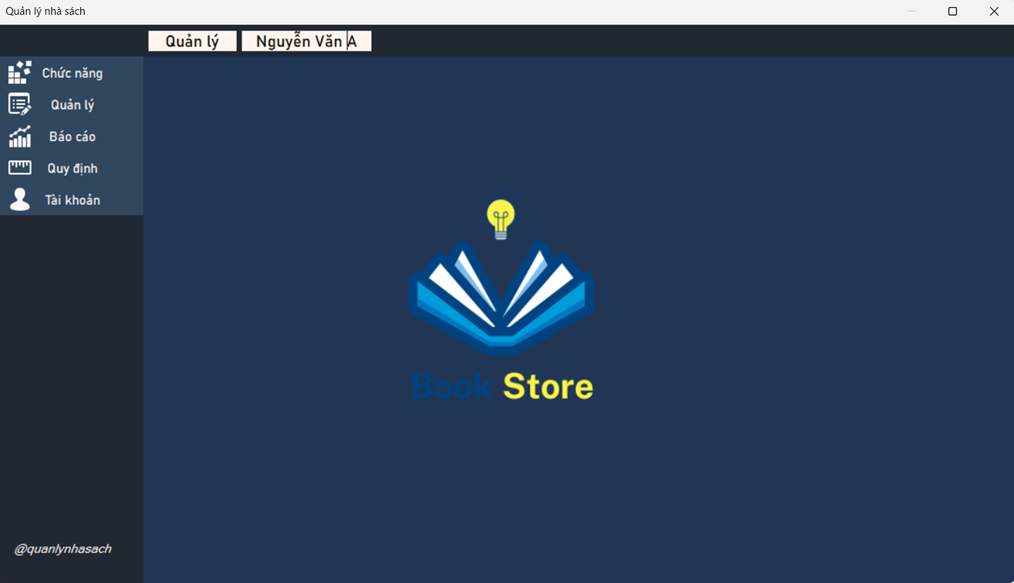 Quản lý nhà sách
Quản lý Nguyễn Văn A
Chức năng
Quản lý
Báo cáo
Quy định
Tài khoản
Book Store
@quanlynhasach